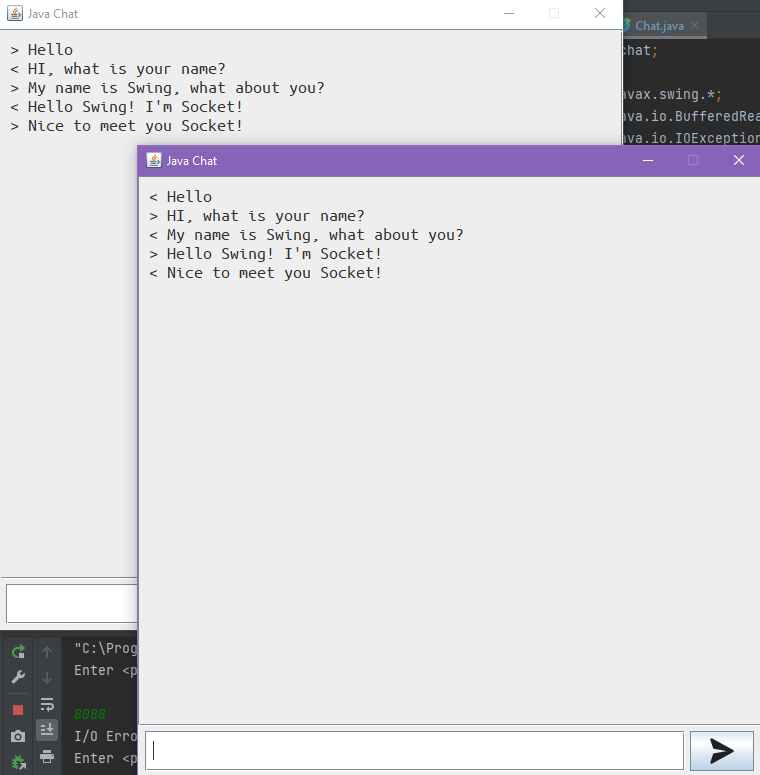 Java Chat
> Hello
< HI, what is your name?
> My name is Swing, what about you?
< Hello Swing! I'm Socket!
> Nice to meet you Socket!
Chat.java
chat;
avax.swing.*;
ava.io.BufferedRea
ava.io.IOException
Java Chat
< Hello
> HI, what is your name?
< My name is Swing, what about you?
> Hello Swing! I'm Socket!
< Nice to meet you Socket!
"C:\Prog
Enter <p
8088
I/O Erro
Enter <p